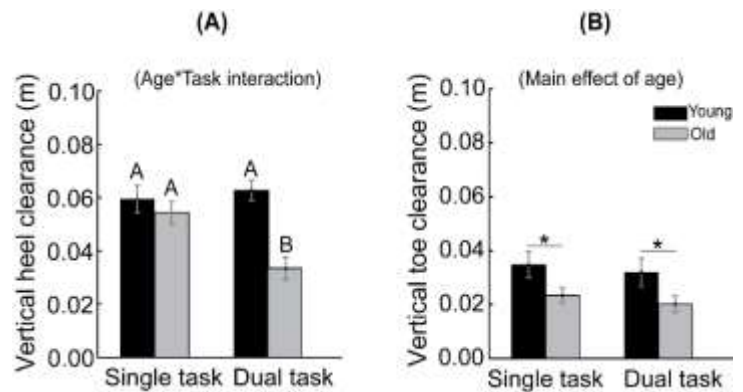 (A)
(Age*Task interaction)
Vertical heel clearance (m)
0.10
0.08
0.06
0.04
0.02
0.00
A
A
A
B
Single task
Dual task
(B)
(Main effect of age)
Vertical toe clearance (m)
0.10
0.08
0.06
0.04
0.02
0.00
Young
Old
*
*
Single task
Dual task